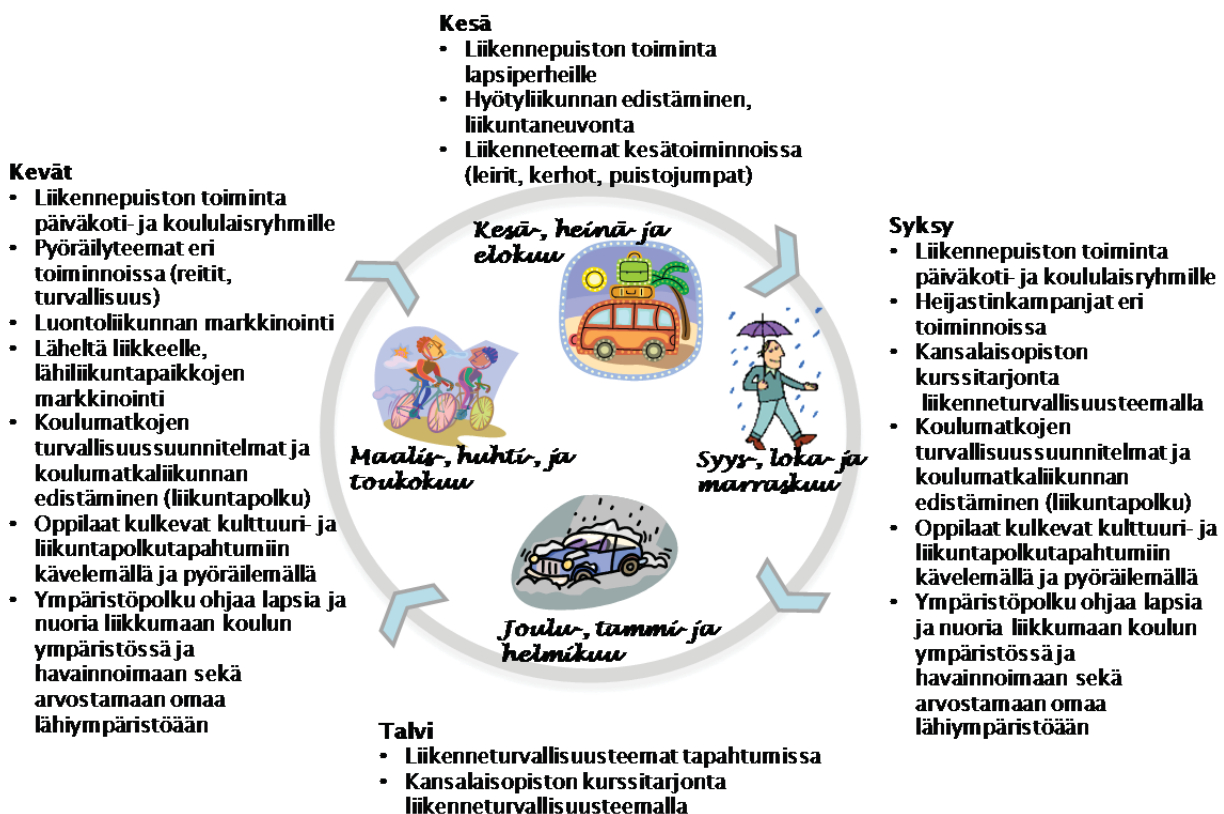 Kesä
• Liikennepuiston toiminta
lapsiperheille
• Hyötyliikunnan edistäminen,
liikuntaneuvonta
• Liikenneteemat kesätoiminnoissa
(leirit, kerhot, puistojumpat)
Kevät
• Liikennepuiston toiminta
päiväkoti- ja koululaisryhmille
• Pyöräilyteemat eri
toiminnoissa (reitit,
turvallisuus)
• Luontoliikunnan markkinointi
• Läheltä liikkeelle,
lähiliikuntapaikkojen
markkinointi
• Koulumatkojen
turvallisuussuunnitelmat ja
koulumatkaliikunnan
edistäminen (liikuntapolku)
• Oppilaat kulkevat kulttuuri- ja
liikuntapolkutapahtumiin
kävelemällä ja pyöräilemällä
• Ympäristöpolku ohjaa lapsia ja
nuoria liikkumaan koulun
ympäristössä ja
havainnoimaan sekä
arvostamaan omaa
lähiympäristöään
Kesä-, heinä- ja
elokuu
Maalis-, huhti-, ja
toukokuu
Syys-, loka- ja
marraskuu
Joulu-, tammi- ja
helmikuu
Syksy
• Liikennepuiston toiminta
päiväkoti- ja koululaisryhmille
• Heijastinkampanjat eri
toiminnoissa
• Kansalaisopiston
kurssitarjonta
liikenneturvallisuusteemalla
• Koulumatkojen
turvallisuussuunnitelmat ja
koulumatkaliikunnan
edistäminen (liikuntapolku)
• Oppilaat kulkevat kulttuuri- ja
liikuntapolkutapahtumiin
kävelemällä ja pyöräilemällä
• Ympäristöpolku ohjaa lapsia
ja nuoria liikkumaan koulun
ympäristössä ja
havainnoimaan sekä
arvostamaan omaa
lähiympäristöään
Talvi
• Liikenneturvallisuusteemat tapahtumissa
• Kansalaisopiston kurssitarjonta
liikenneturvallisuusteemalla